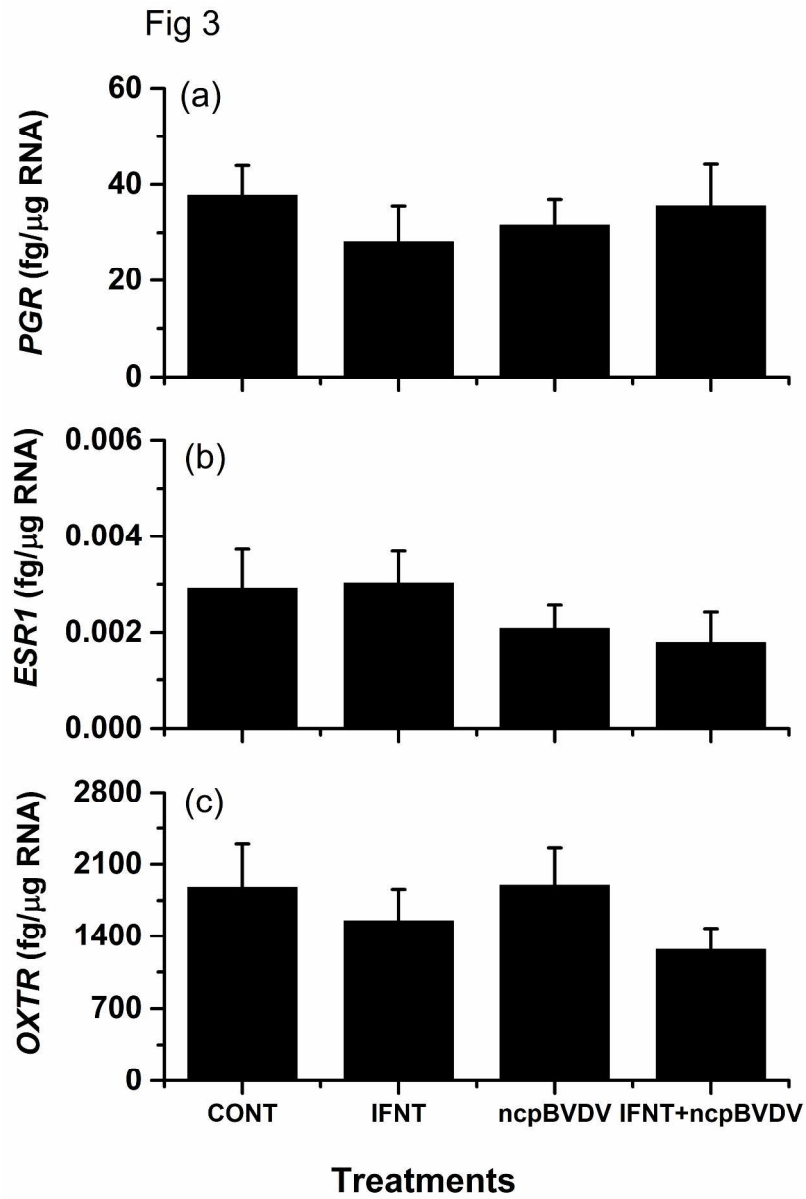 Fig 3
(a)
PGR (fg/μg RNA)
60
40
20
0
(b)
ESR1 (fg/μg RNA)
0.006
0.004
0.002
0.000
(c)
OXTR (fg/μg RNA)
2800
2100
1400
700
0
CONT IFNT ncpBVDV IFNT+ncpBVDV
Treatments